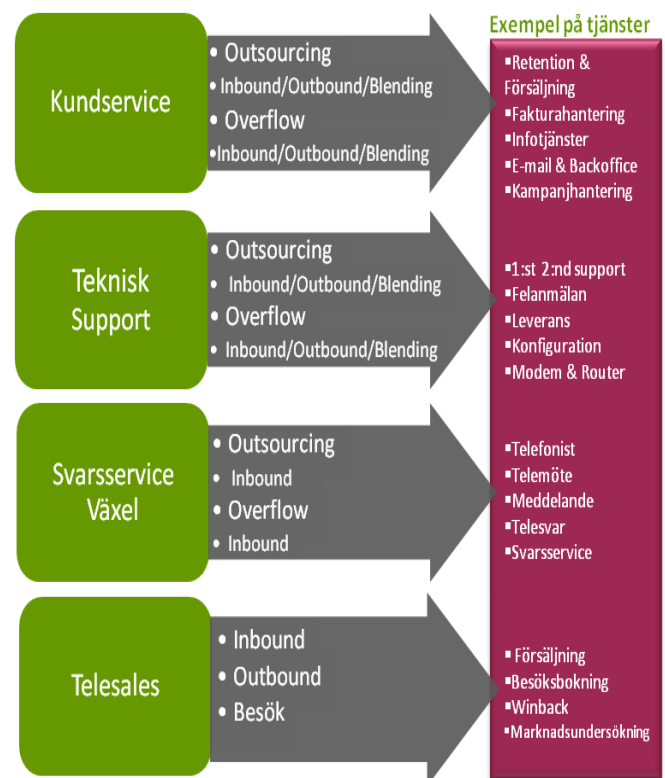 Exempel på tjänster
Kundservice
• Outsourcing
• Inbound/Outbound/Blending
• Overflow
•Inbound/Outbound/Blending
▪Retention &
Försäljning
▪Fakturahantering
▪Infotjänster
▪E-mail & Backoffice
▪Kampanjhantering
Teknisk
Support
• Outsourcing
• Inbound/Outbound/Blending
• Overflow
• Inbound/Outbound/Blending
▪1:st 2:nd support
▪Felanmälan
▪Leverans
▪Konfiguration
▪Modem & Router
Svarsservice
Växel
• Outsourcing
• Inbound
• Overflow
• Inbound
▪Telefonist
▪Telemöte
▪Meddelande
▪Telesvar
▪Svarsservice
Telesales
• Inbound
• Outbound
• Besök
▪Försäljning
▪Besöksbokning
▪Winback
▪Marknadsundersökning